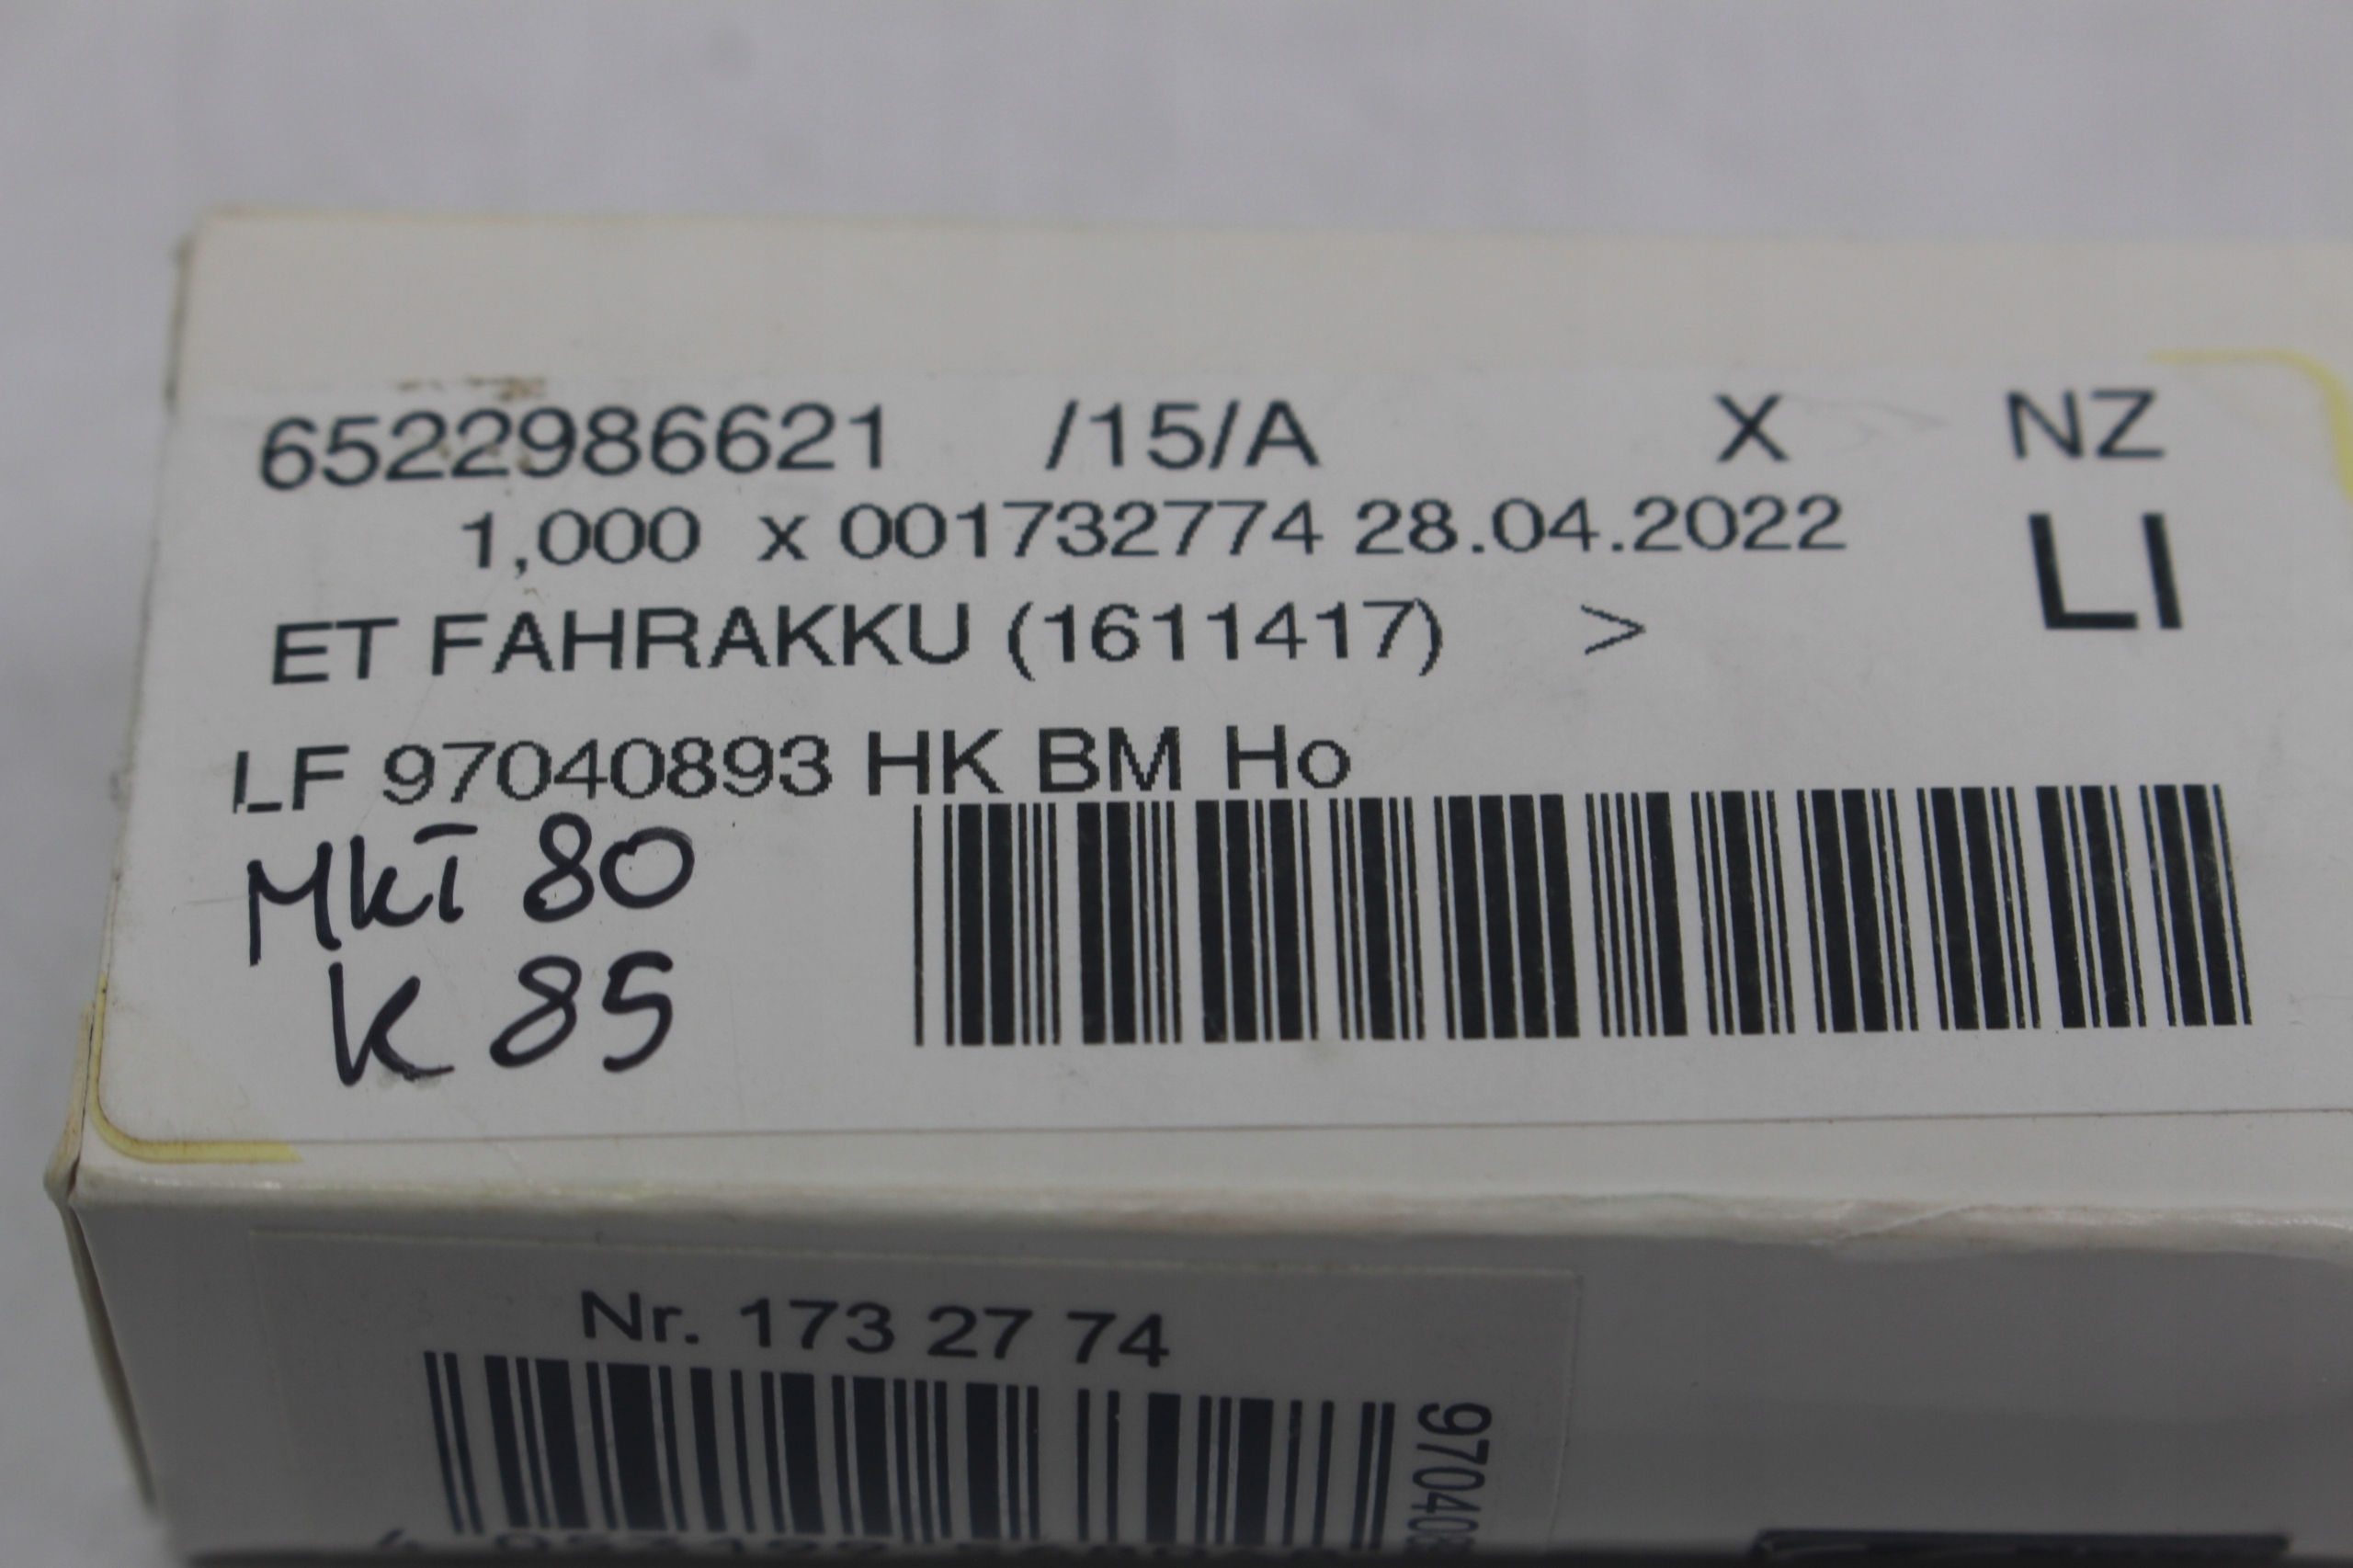 6522986621 /15/A X NZ
1,000 x 001732774 28.04.2022 LI
ET FAHRAKKU (1611417) >
LF 97040893 HK BM Ho
MkT 80
K 85
Nr. 173 27 74